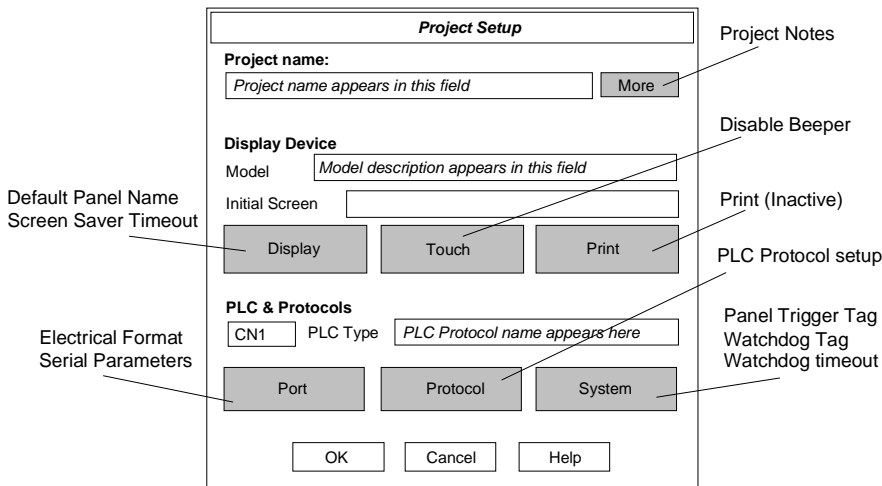 Project Setup
Project Notes
Project name:
Project name appears in this field
More
Disable Beeper
Display Device
Model
Model description appears in this field
Default Panel Name
Screen Saver Timeout
Initial Screen
Print (Inactive)
Display
Touch
Print
PLC Protocol setup
PLC & Protocols
CN1
PLC Type
PLC Protocol name appears here
Electrical Format
Serial Parameters
Panel Trigger Tag
Watchdog Tag
Watchdog timeout
Port
Protocol
System
OK
Cancel
Help